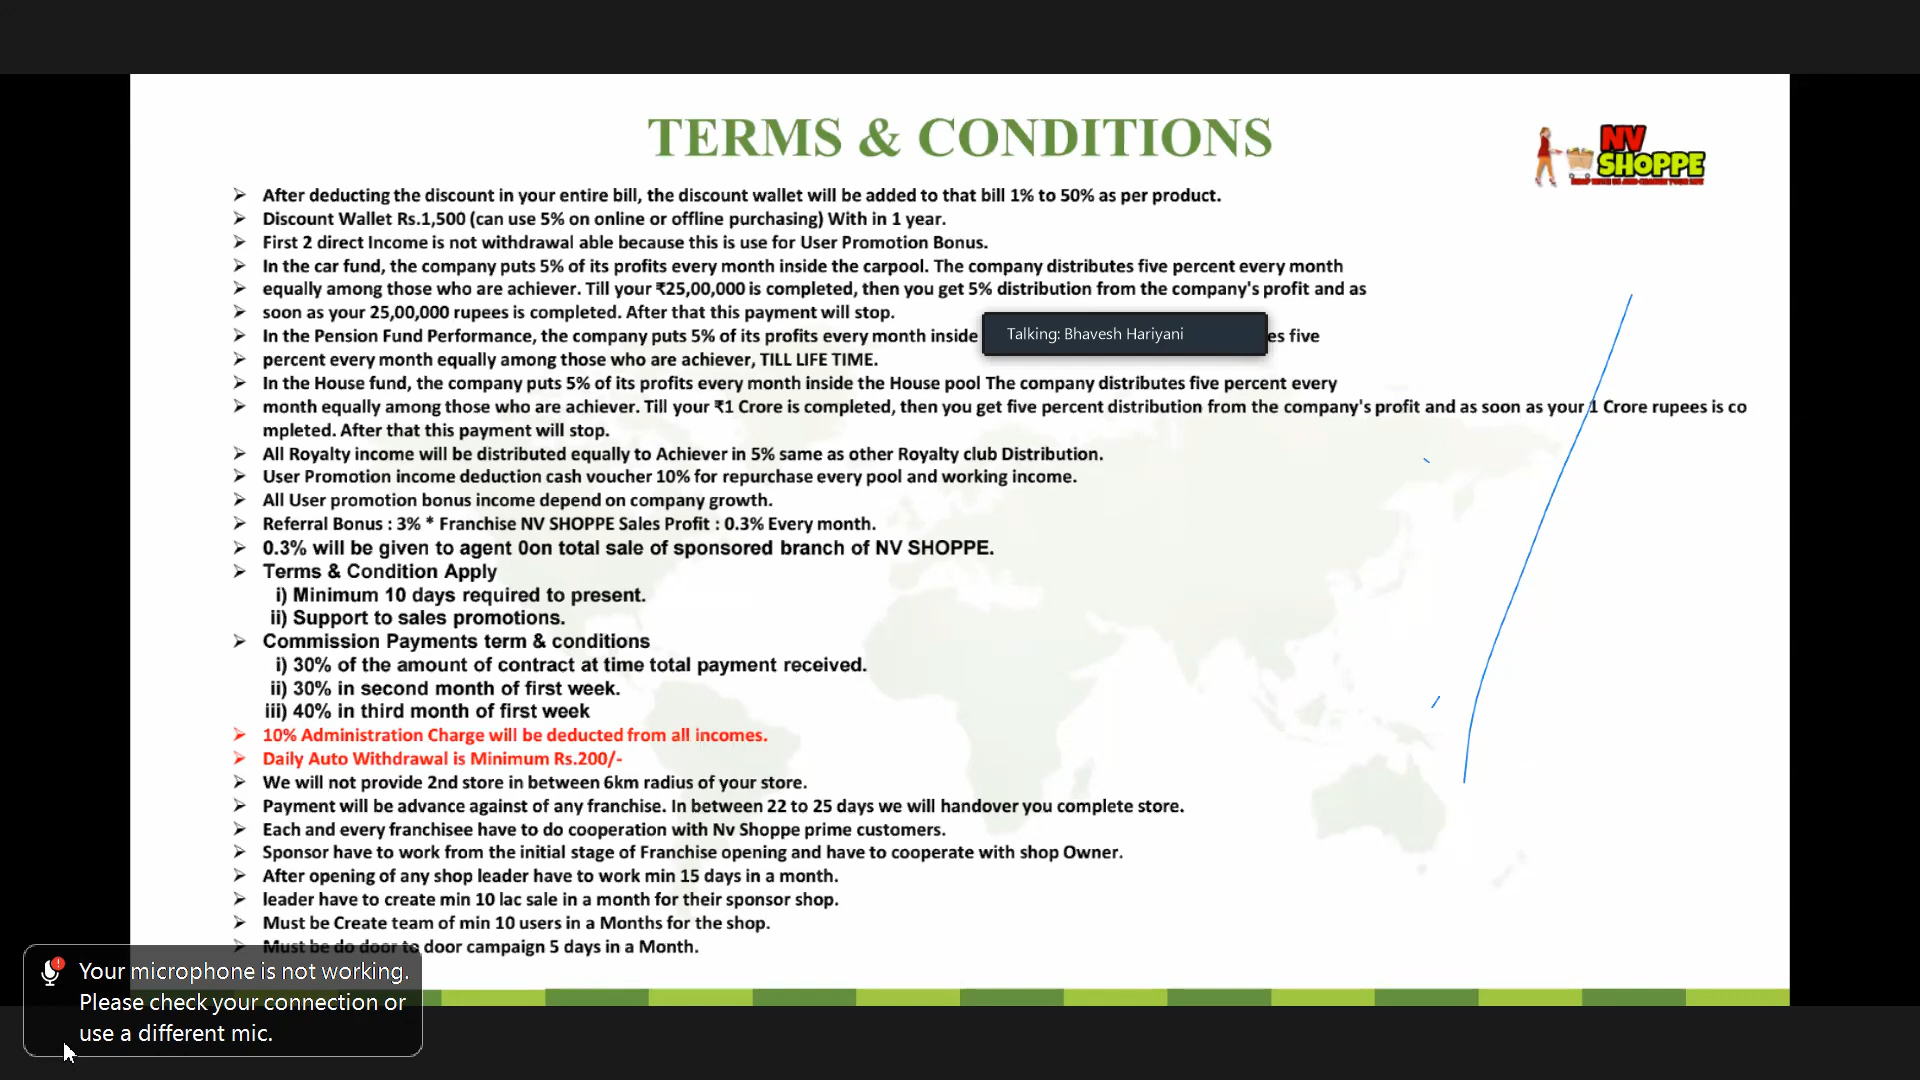 TERMS & CONDITIONS
NV
SHOPPE
After deducting the discount in your entire bill, the discount wallet will be added to that bill 1% to 50% as per product.
Discount Wallet Rs.1,500 (can use 5% on online or offline purchasing) With in 1 year.
First 2 direct Income is not withdrawal able because this is use for User Promotion Bonus.
In the car fund, the company puts 5% of its profits every month inside the carpool. The company distributes five percent every month
equally among those who are achiever. Till your ₹25,00,000 is completed, then you get 5% distribution from the company's profit and as
soon as your 25,00,000 rupees is completed. After that this payment will stop.
In the Pension Fund Performance, the company puts 5% of its profits every month inside
Talking: Bhavesh Hariyani
es five
percent every month equally among those who are achiever, TILL LIFE TIME.
In the House fund, the company puts 5% of its profits every month inside the House pool The company distributes five percent every
month equally among those who are achiever. Till your ₹1 Crore is completed, then you get five percent distribution from the company's profit and as soon as your 1 Crore rupees is co
mpleted. After that this payment will stop.
All Royalty income will be distributed equally to Achiever in 5% same as other Royalty club Distribution.
User Promotion income deduction cash voucher 10% for repurchase every pool and working income.
All User promotion bonus income depend on company growth.
Referral Bonus : 3% * Franchise NV SHOPPE Sales Profit : 0.3% Every month.
0.3% will be given to agent 0on total sale of sponsored branch of NV SHOPPE.
Terms & Condition Apply
i) Minimum 10 days required to present.
ii) Support to sales promotions.
Commission Payments term & conditions
i) 30% of the amount of contract at time total payment received.
ii) 30% in second month of first week.
iii) 40% in third month of first week
10% Administration Charge will be deducted from all incomes.
Daily Auto Withdrawal is Minimum Rs.200/-
We will not provide 2nd store in between 6km radius of your store.
Payment will be advance against of any franchise. In between 22 to 25 days we will handover you complete store.
Each and every franchisee have to do cooperation with Nv Shoppe prime customers.
Sponsor have to work from the initial stage of Franchise opening and have to cooperate with shop Owner.
After opening of any shop leader have to work min 15 days in a month.
leader have to create min 10 lac sale in a month for their sponsor shop.
Must be Create team of min 10 users in a Months for the shop.
Must be do door to door campaign 5 days in a Month.
Your microphone is not working.
Please check your connection or
use a different mic.